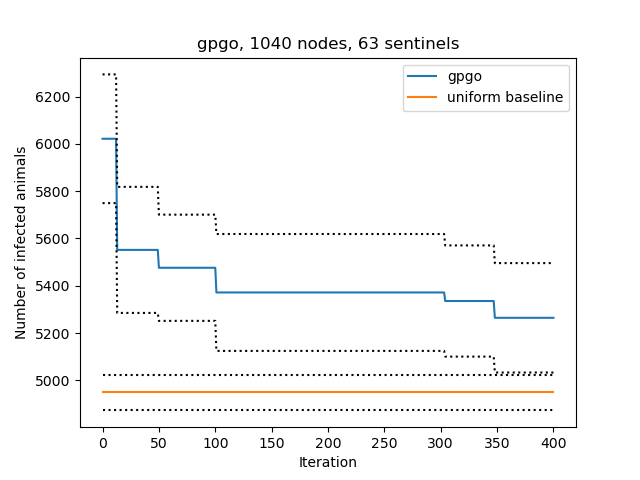 gpgo, 1040 nodes, 63 sentinels
gpgo
uniform baseline
Number of infected animals
6200
6000
5800
5600
5400
5200
5000
0 50 100 150 200 250 300 350 400
Iteration